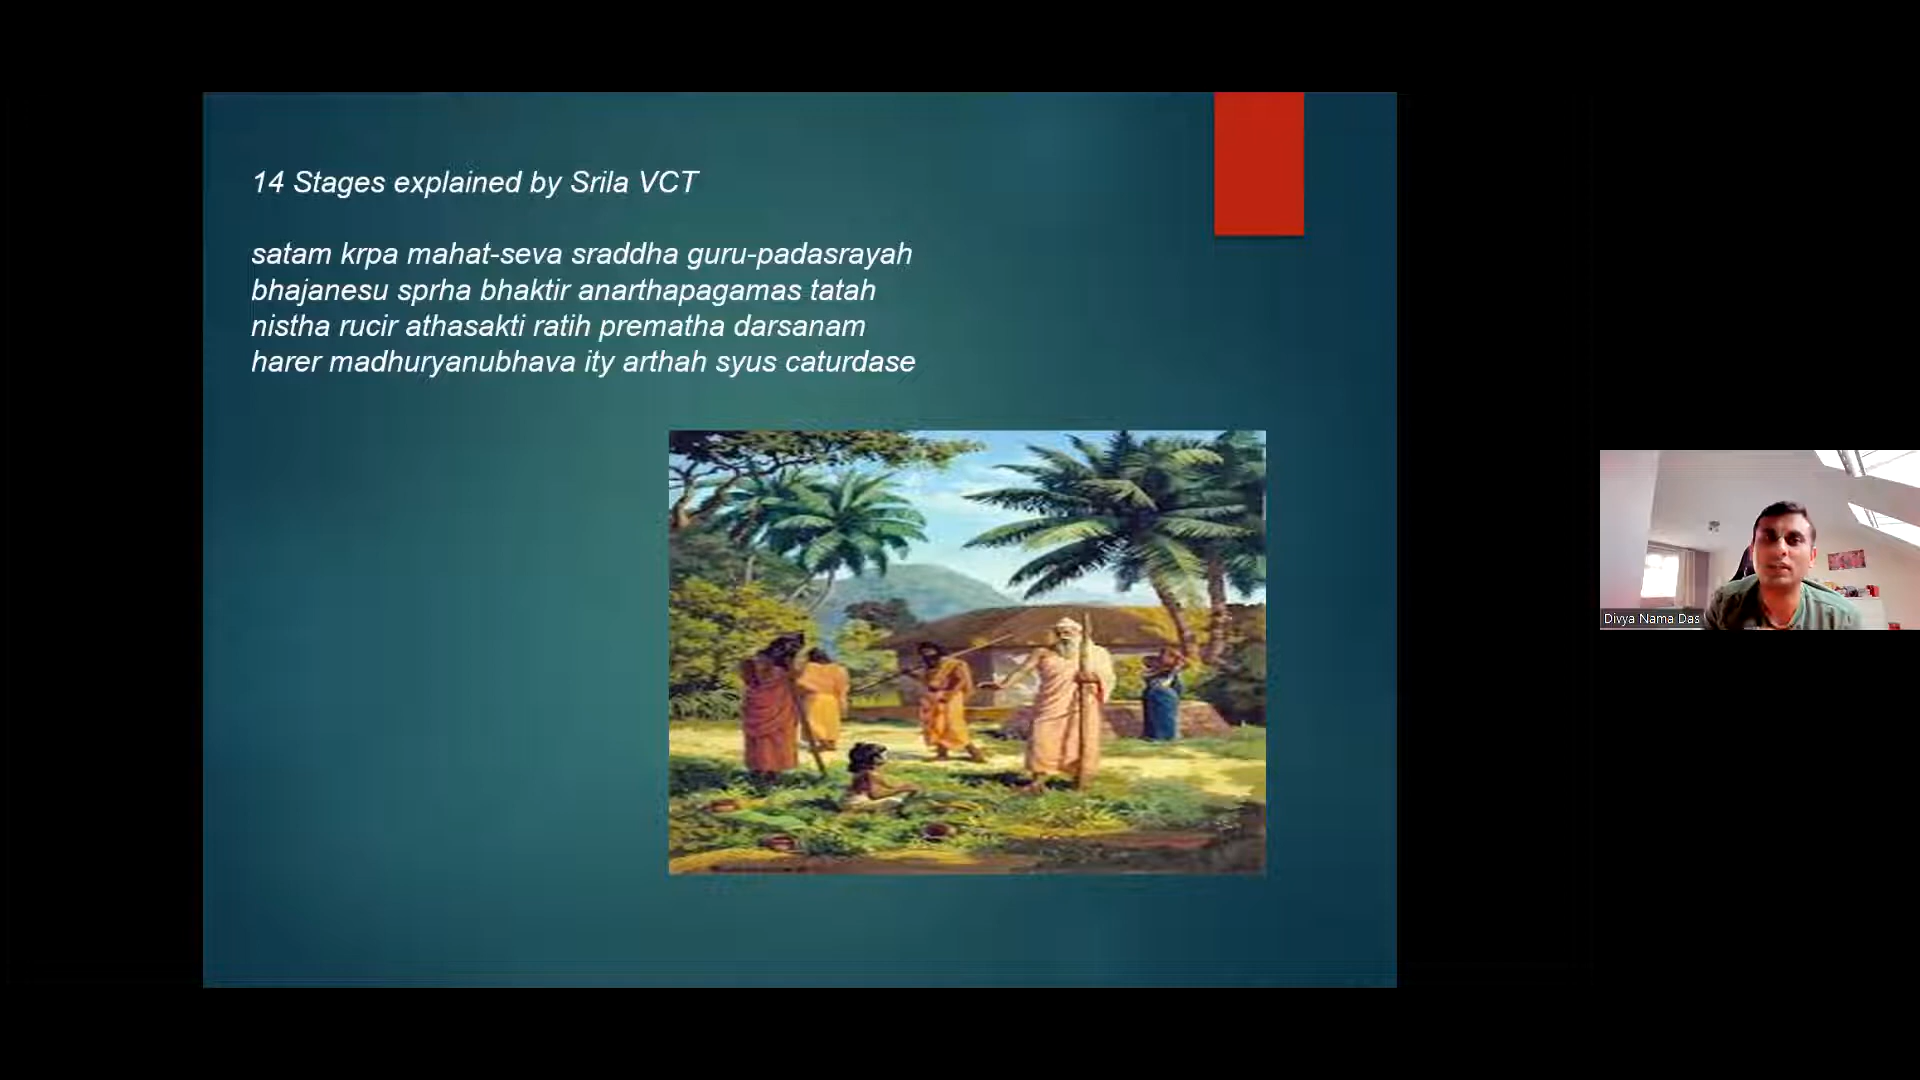 14 Stages explained by Srila VCT
satam krpa mahat-seva sraddha guru-padasrayah
bhajanesu sprha bhaktir anarthapagamas tatah
nistha rucir athasakti ratih prematha darsanam
harer madhuryanubhava ity arthah syus caturdase
Divya Nama Das